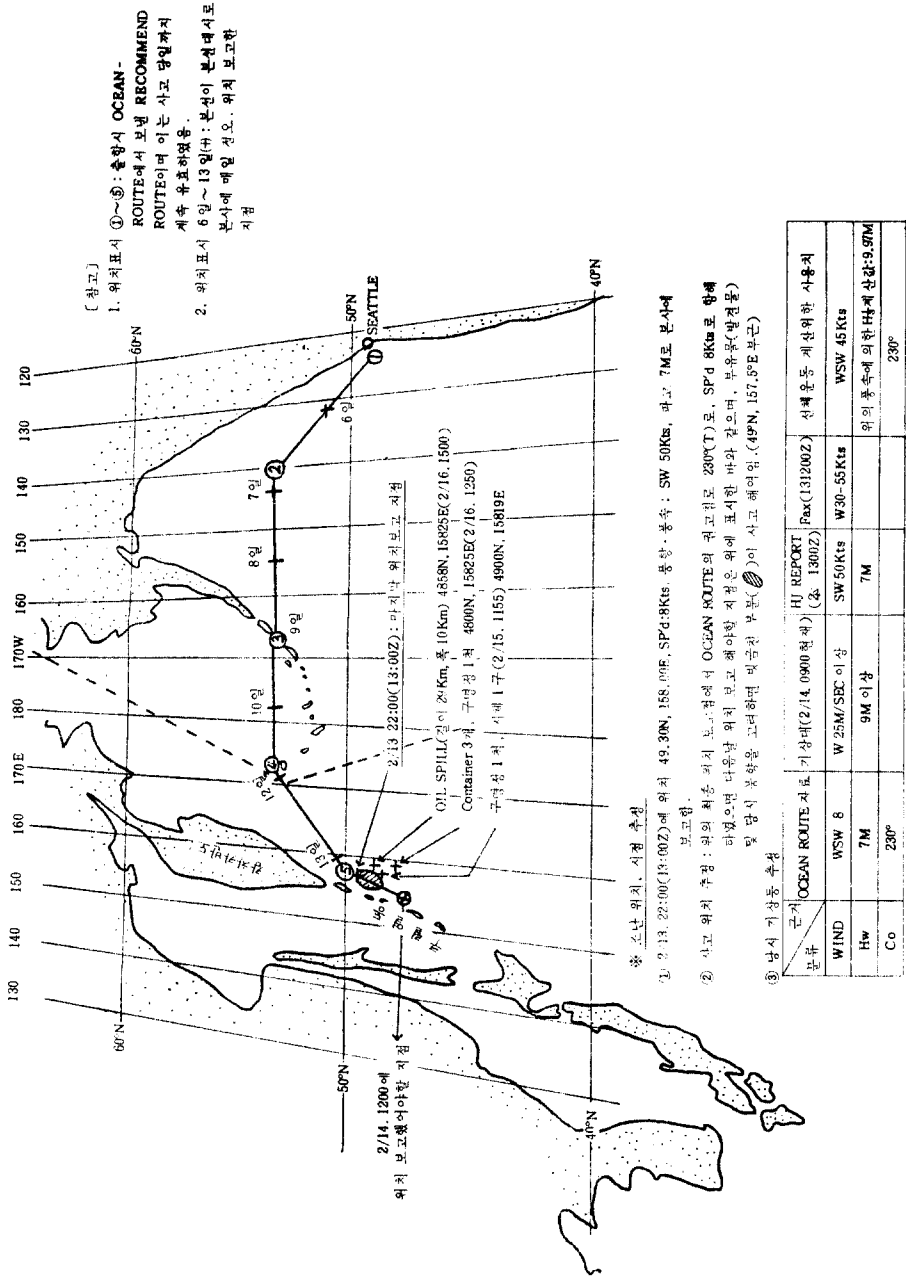 [참고]
1. 위치표시 ①~⑤ : 출항시 OCEAN-
ROUTE에서 보낸 RECOMMEND
ROUTE이며 이는 사고 당일까지
계속 유효하였음.
2. 위치표시 6일~13일(卄) : 본선이 본선대시로
본사에 매일 정오. 위치 보고한
지점
120
130
140
150
160
170W
180
170E
160
150
140
130
60°N
60°N
50°N
50°N
40°N
40°N
SEATTLE
①
②
③
④
⑤
6일
7일
8일
9일
10일
12일
13일
2/13 22:00(13:00Z) : 마지막 위치보고 지점
OIL SPILL(길이 29Km, 폭 10Km) 4858N, 15825E(2/16.1500)
Container 3개, 구명정 1척 4800N, 15825E(2/16. 1250)
구명정 1척, 시체 1구(2/15. 1155) 4900N, 15819E
2/14. 1200에
위치 보고했어야할 지점
※ 조난 위치, 시점 추정
① 2/13. 22:00(13:00Z)에 위치 49.30N, 158.00E, SP'd:8Kts, 풍향·풍속 : SW 50Kts, 파고 7M로 본사에
보고함.
② 사고 위치 추정 : 위의 최종 위치 보고점에서 OCEAN ROUTE의 권고침로 230°(T)로, SP'd 8Kts로 항해
하였으면 다음날 위치 보고 해야할 지점은 위에 표시한 바와 같으며, 부유물(발견물)
및 당시 풍향을 고려하면 빗금친 부분( )이 사고 해역임.(49°N, 157.5°E 부근)
③ 당시 기상등 추정
분류 근거 OCEAN ROUTE 자료 기상대(2/14. 0900 현재) HJ REPORT Fax(131200Z) 선체운동 계산위한 사용치
1300Z)
WIND WSW 8 W 25M/SEC 이상 SW 50Kts W30-55Kts WSW 45Kts
Hw 7M 9M 이상 7M 위의 풍속에 의한 H⅓계산값:9.97M
Co 230° 230°